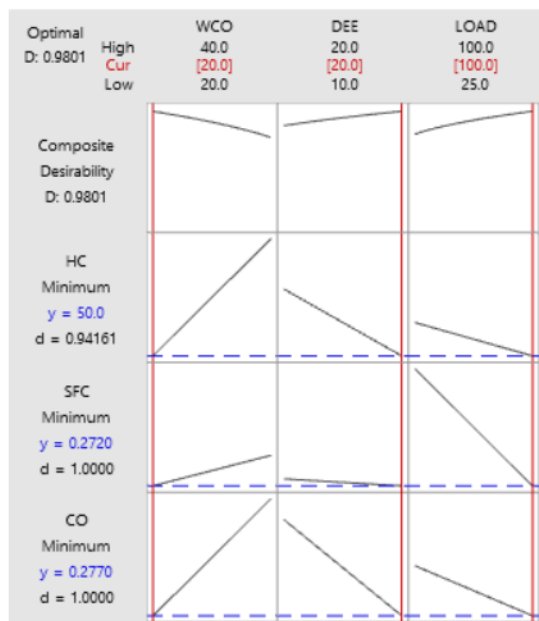 Optimal
D: 0.9801
High
Cur
Low
WCO
40.0
[20.0]
20.0
DEE
20.0
[20.0]
10.0
LOAD
100.0
[100.0]
25.0
Composite
Desirability
D: 0.9801
HC
Minimum
y = 50.0
d = 0.94161
SFC
Minimum
y = 0.2720
d = 1.0000
CO
Minimum
y = 0.2770
d = 1.0000